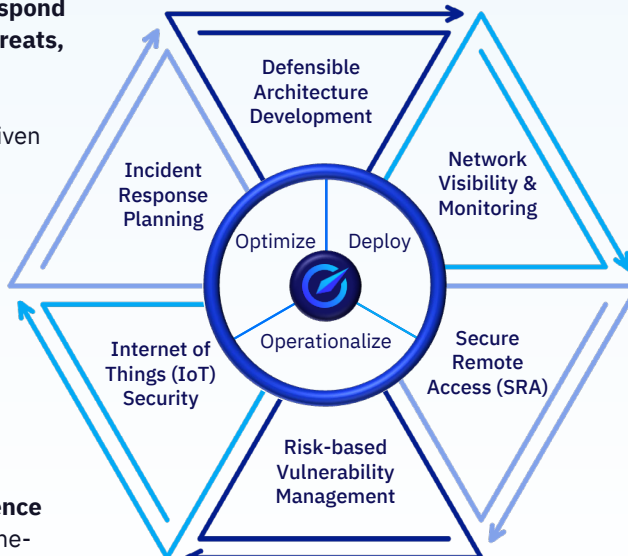 spond
reats,
iven
Defensible
Architecture
Development
Network
Visibility &
Monitoring
Incident
Response
Planning
Optimize
Deploy
Operationalize
Secure
Remote
Access (SRA)
Internet of
Things (IoT)
Security
Risk-based
Vulnerability
Management
ence
ne-